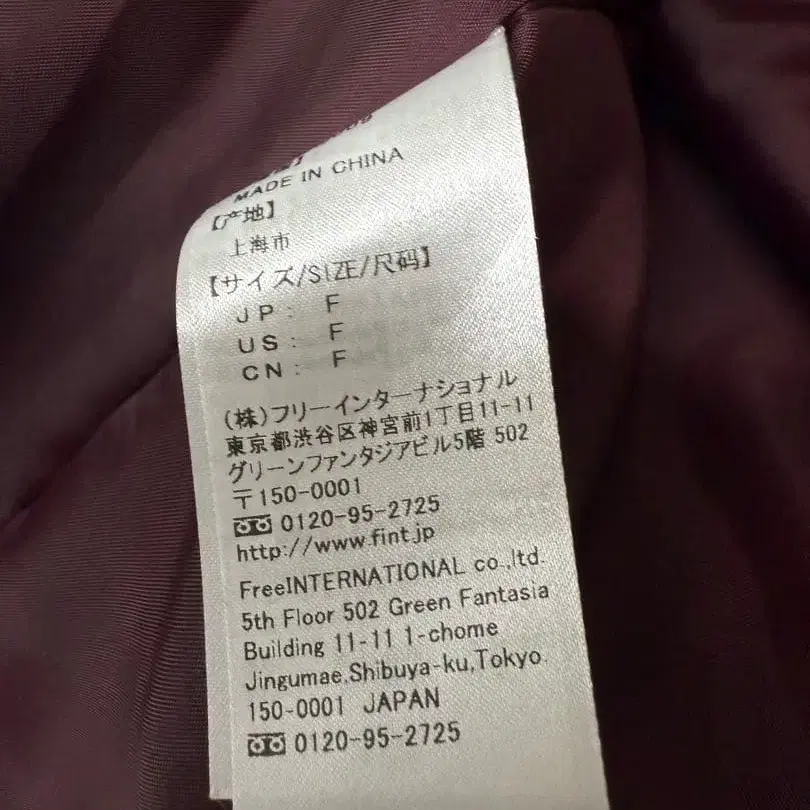 MADE IN CHINA
【产地】
上海市
【サイズ/SIZE/尺码】
JP: F
US: F
CN: F
(株)フリーインターナショナル
東京都渋谷区神宮前1丁目11-11
グリーンファンタジアビル5階 502
〒150-0001
0120-95-2725
http://www.fint.jp
FreeINTERNATIONAL co.,ltd.
5th Floor 502 Green Fantasia
Building 11-11 1-chome
Jingumae,Shibuya-ku,Tokyo.
150-0001 JAPAN
0120-95-2725